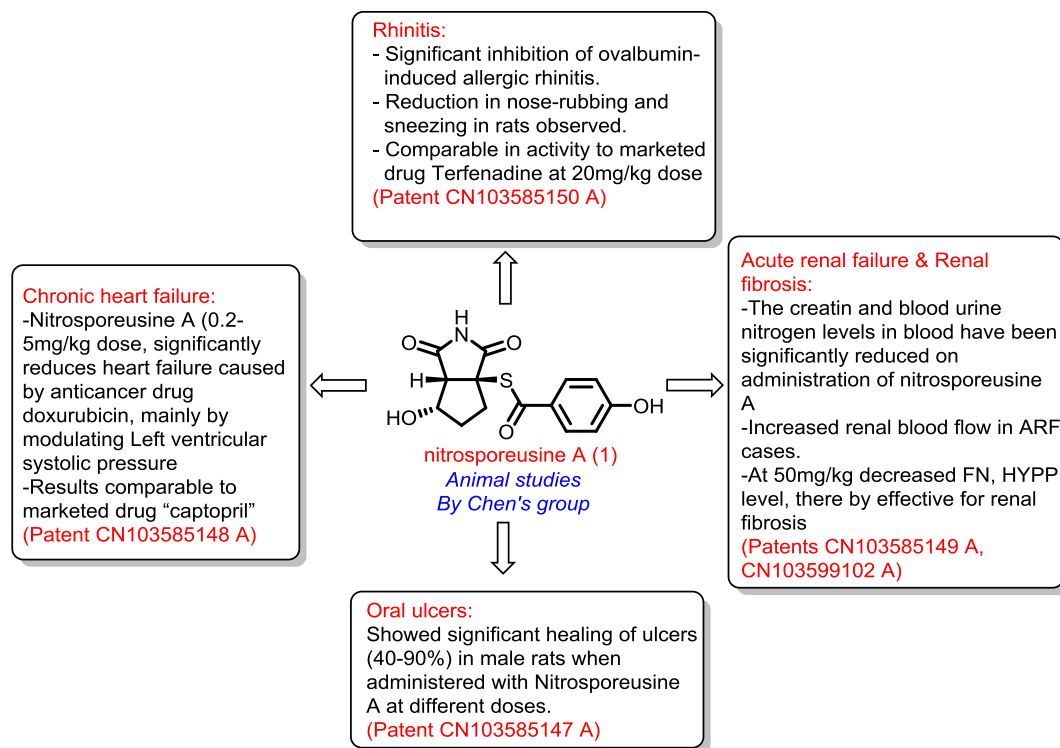 Rhinitis:
- Significant inhibition of ovalbumin-
induced allergic rhinitis.
- Reduction in nose-rubbing and
sneezing in rats observed.
- Comparable in activity to marketed
drug Terfenadine at 20mg/kg dose
(Patent CN103585150 A)
Chronic heart failure:
-Nitrosporeusine A (0.2-
5mg/kg dose, significantly
reduces heart failure caused
by anticancer drug
doxurubicin, mainly by
modulating Left ventricular
systolic pressure
-Results comparable to
marketed drug “captopril”
(Patent CN103585148 A)
H
N
O
O
H
S
HO
O
OH
nitrosporeusine A (1)
Animal studies
By Chen's group
Acute renal failure & Renal
fibrosis:
-The creatin and blood urine
nitrogen levels in blood have been
significantly reduced on
administration of nitrosporeusine
A
-Increased renal blood flow in ARF
cases.
-At 50mg/kg decreased FN, HYPP
level, there by effective for renal
fibrosis
(Patents CN103585149 A,
CN103599102 A)
Oral ulcers:
Showed significant healing of ulcers
(40-90%) in male rats when
administered with Nitrosporeusine
A at different doses.
(Patent CN103585147 A)